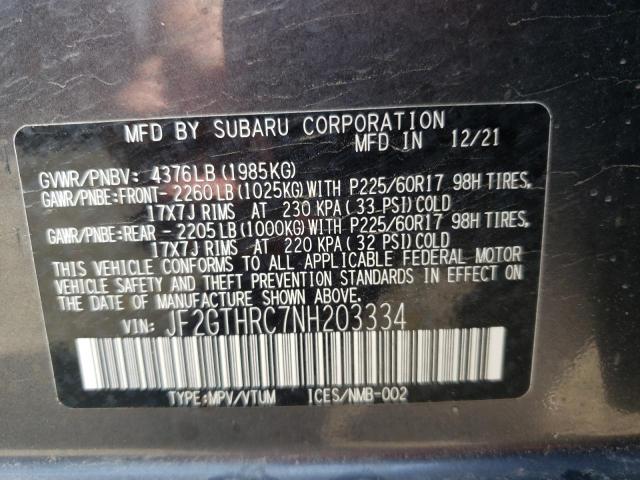 MFD BY SUBARU CORPORATION
MFD IN 12/21
GVWR/PNBV: 4376LB (1985KG)
GAWR/PNBE:FRONT- 2260LB (1025KG) WITH P225/60R17 98H TIRES,
17X7J RIMS AT 230 KPA (33 PSI) COLD
GAWR/PNBE:REAR - 2205LB (1000KG) WITH P225/60R17 98H TIRES,
17X7J RIMS AT 220 KPA (32 PSI) COLD
THIS VEHICLE CONFORMS TO ALL APPLICABLE FEDERAL MOTOR
VEHICLE SAFETY AND THEFT PREVENTION STANDARDS IN EFFECT ON
THE DATE OF MANUFACTURE SHOWN ABOVE.
VIN: JF2GTHRC7NH203334
TYPE:MPV/VTUM ICES/NMB-002